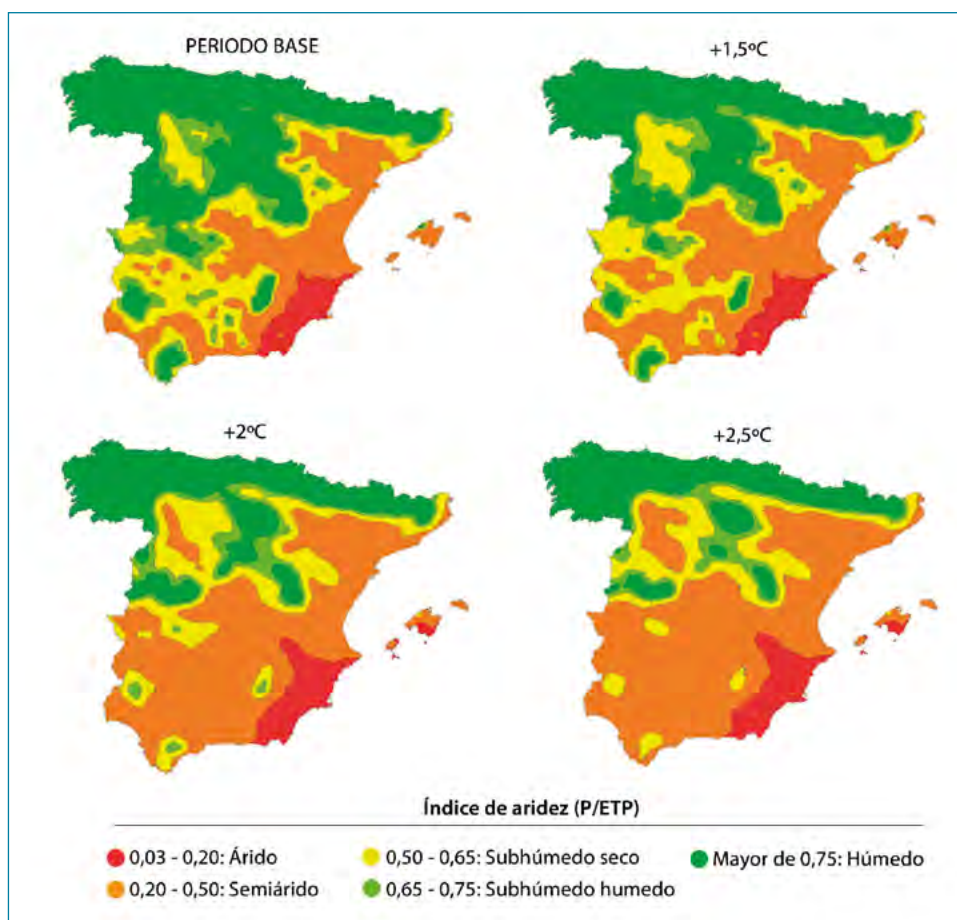 PERIODO BASE
+1,5ºC
+2ºC
+2,5ºC
Índice de aridez (P/ETP)
0,03 - 0,20: Árido
0,50 - 0,65: Subhúmedo seco
Mayor de 0,75: Húmedo
0,20 - 0,50: Semiárido
0,65 - 0,75: Subhúmedo humedo